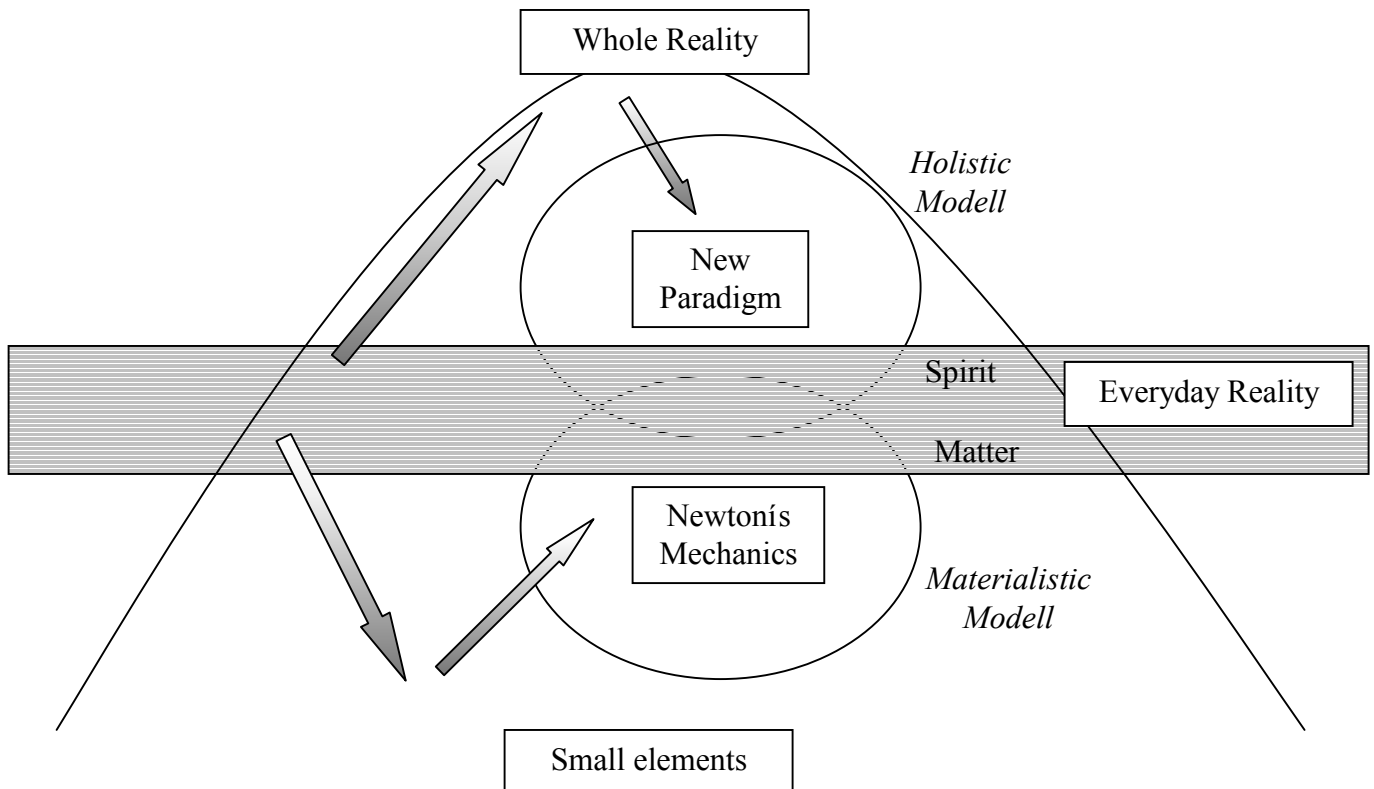 Whole Reality
Holistic
Modell
New
Paradigm
Spirit
Everyday Reality
Matter
Newtonís
Mechanics
Materialistic
Modell
Small elements